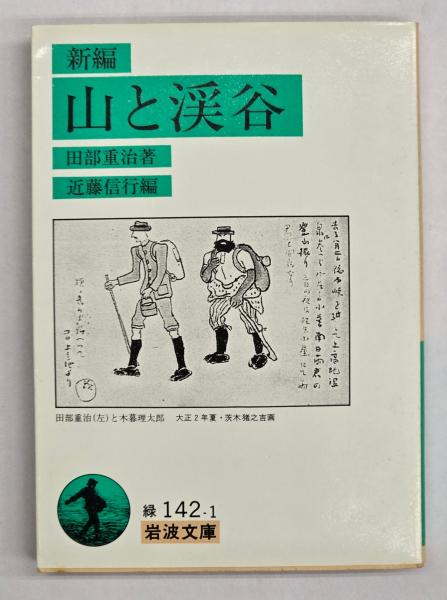 新編
山と渓谷
田部重治著
近藤信行編
田部重治(左)と木暮理太郎 大正2年夏・茨木猪之吉画
緑 142-1
岩波文庫